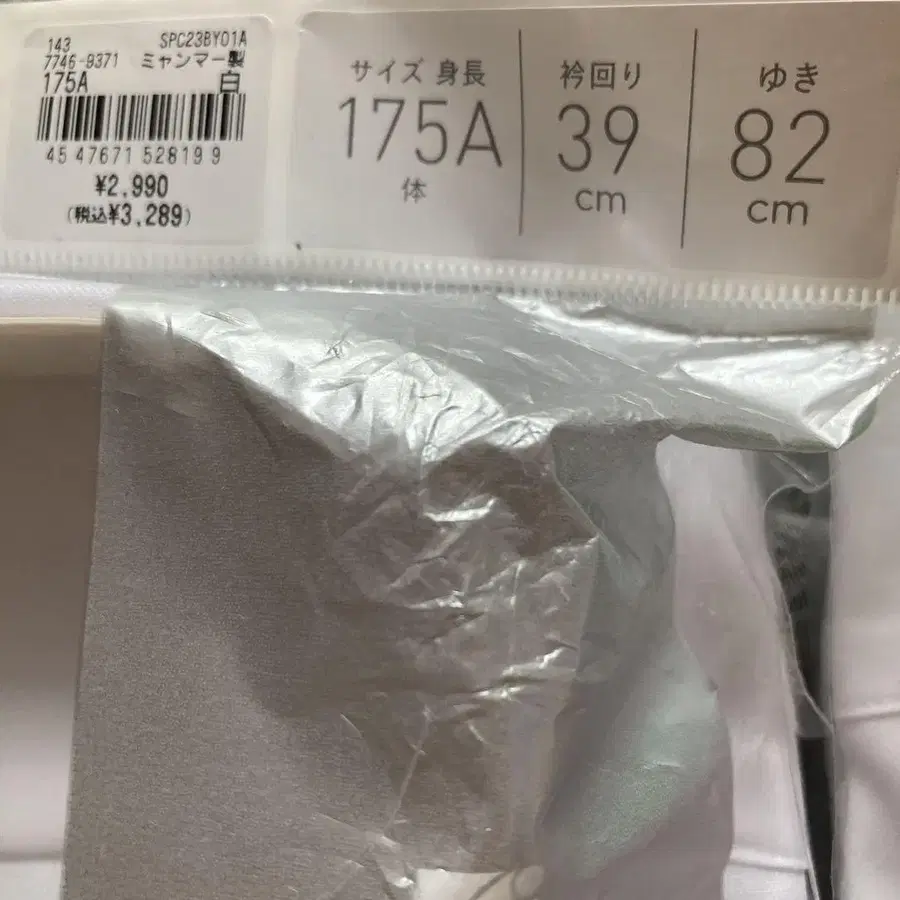 143 SPC23BY01A
7746-9371 ミャンマー製
175A 白
45 47671 52819 9
¥2.990
(税込¥3.289)
サイズ 身長
175A
体
衿回り
39
cm
ゆき
82
cm